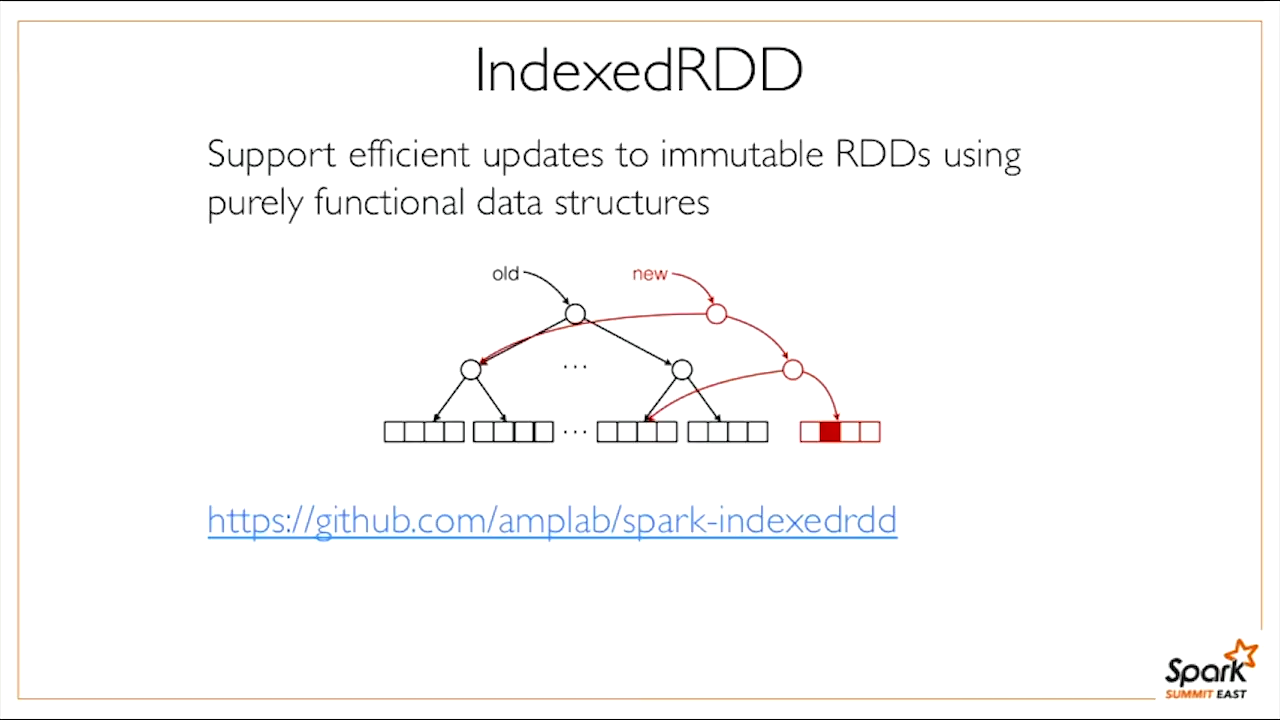 IndexedRDD
Support efficient updates to immutable RDDs using
purely functional data structures
old
new
...
...
https://github.com/amplab/spark-indexedrdd
Spark
SUMMIT EAST